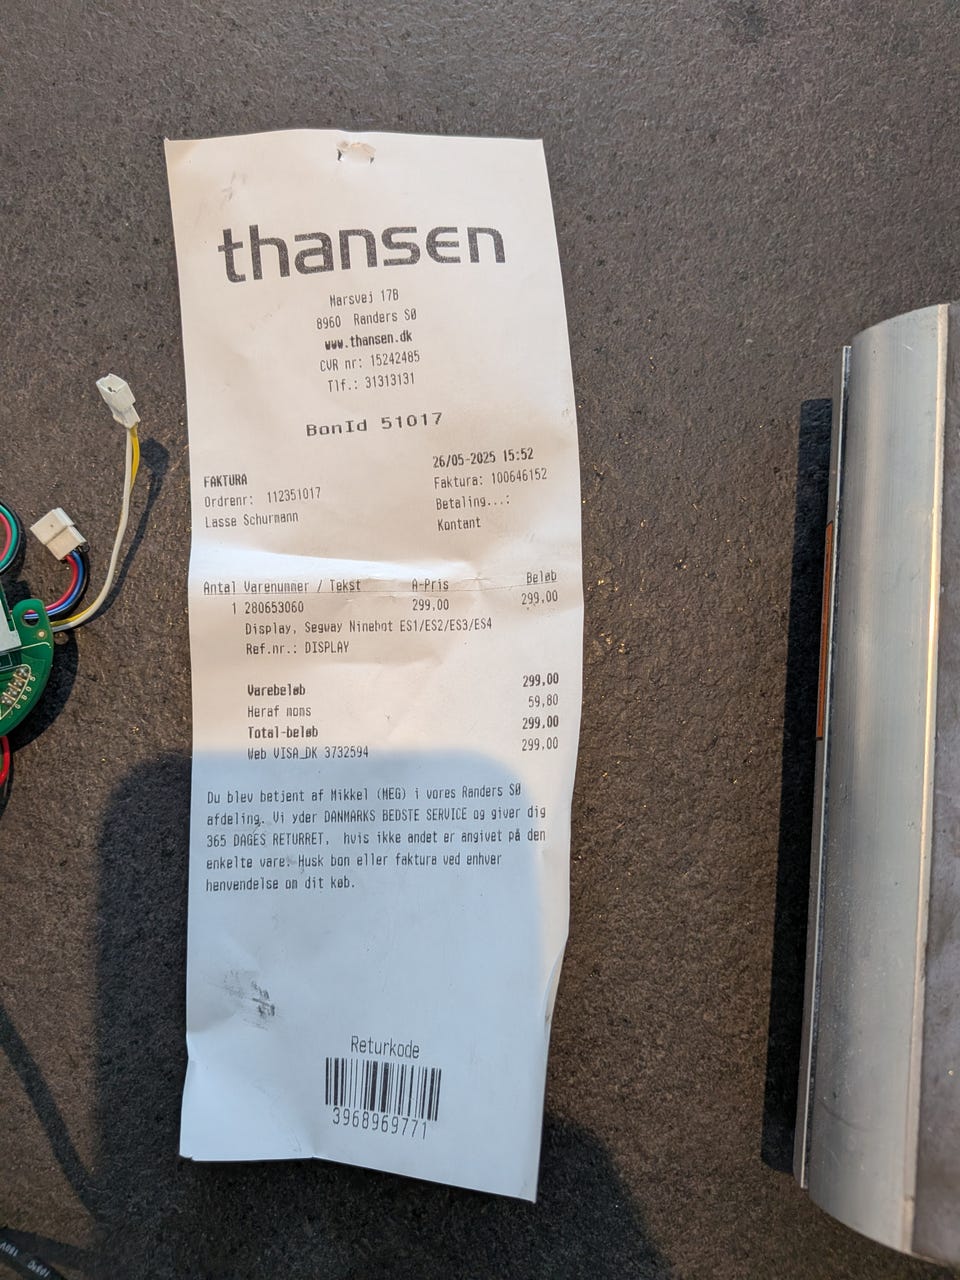 thansen
Marsvej 17B
8960 Randers SØ
www.thansen.dk
CVR nr: 15242485
Tlf.: 31313131
BonId 51017
26/05-2025 15:52
FAKTURA
Faktura: 100646152
Ordrenr: 112351017
Betaling...:
Lasse Schurmann
Kontant
Antal Varenummer / Tekst A-Pris Beløb
1 280653060 299,00 299,00
Display, Segway Ninebot ES1/ES2/ES3/ES4
Ref.nr.: DISPLAY
Varebeløb 299,00
Heraf moms 59,80
Total-beløb 299,00
Web VISA_DK 3732594 299,00
Du blev betjent af Mikkel (MEG) i vores Randers SØ
afdeling. Vi yder DANMARKS BEDSTE SERVICE og giver dig
365 DAGES RETURRET, hvis ikke andet er angivet på den
enkelte vare. Husk bon eller faktura ved enhver
henvendelse om dit køb.
Returkode
3968969771